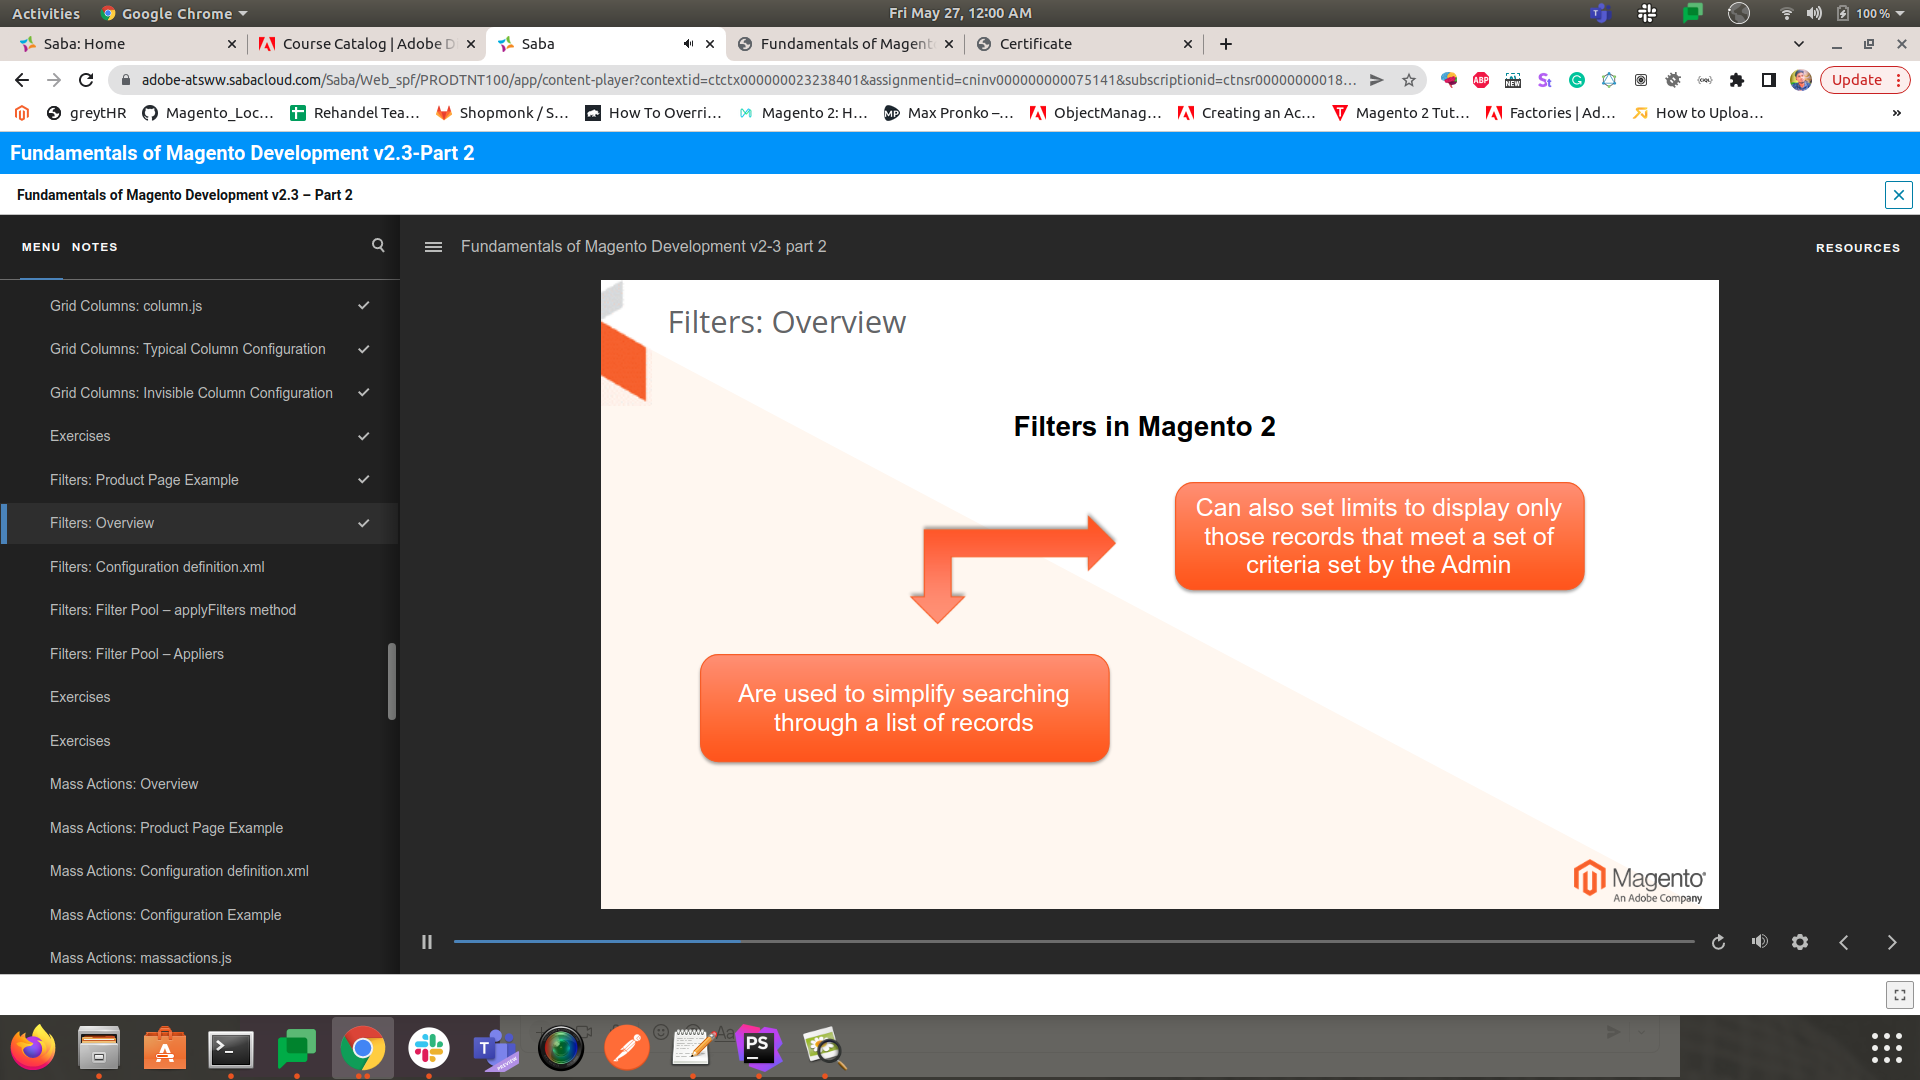 Activities Google Chrome Fri May 27, 12:00 AM 100 %
Saba: Home Course Catalog | Adobe D Saba Fundamentals of Magent Certificate
adobe-atsww.sabacloud.com/Saba/Web_spf/PRODTNT100/app/content-player?contextid=ctctx000000023238401&assignmentid=cninv000000000075141&subscriptionid=ctnsr00000000018... ABP NEW St Update
greytHR Magento_Loc... Rehandel Tea... Shopmonk / S... How To Overri... Magento 2: H... MP Max Pronko –... ObjectManag... Creating an Ac... Magento 2 Tut... Factories | Ad... How to Uploa... »
Fundamentals of Magento Development v2.3-Part 2
Fundamentals of Magento Development v2.3 – Part 2
MENU NOTES
Fundamentals of Magento Development v2-3 part 2
RESOURCES
Grid Columns: column.js
Grid Columns: Typical Column Configuration
Grid Columns: Invisible Column Configuration
Exercises
Filters: Product Page Example
Filters: Overview
Filters: Configuration definition.xml
Filters: Filter Pool – applyFilters method
Filters: Filter Pool – Appliers
Exercises
Exercises
Mass Actions: Overview
Mass Actions: Product Page Example
Mass Actions: Configuration definition.xml
Mass Actions: Configuration Example
Mass Actions: massactions.js
Filters: Overview
Filters in Magento 2
Can also set limits to display only
those records that meet a set of
criteria set by the Admin
Are used to simplify searching
through a list of records
Magento
An Adobe Company
PS